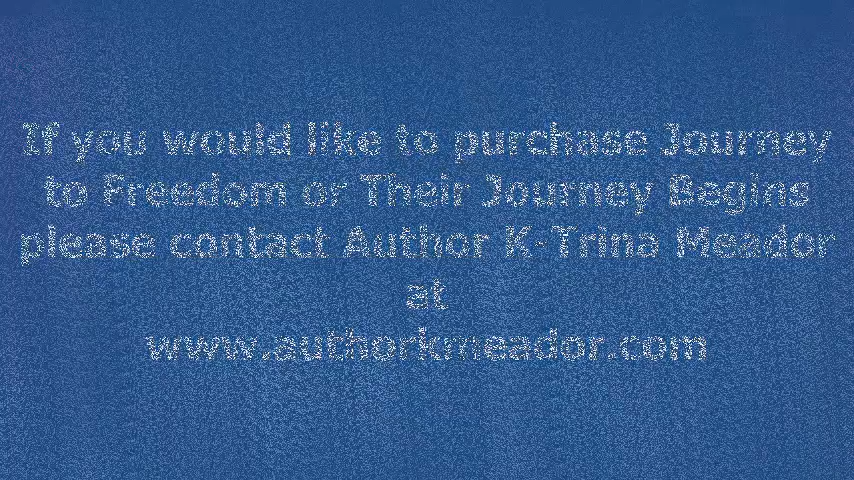 If you would like to purchase Journey
to Freedom or Their Journey Begins
please contact Author K-Trina Meador
at
www.authorkmeador.com